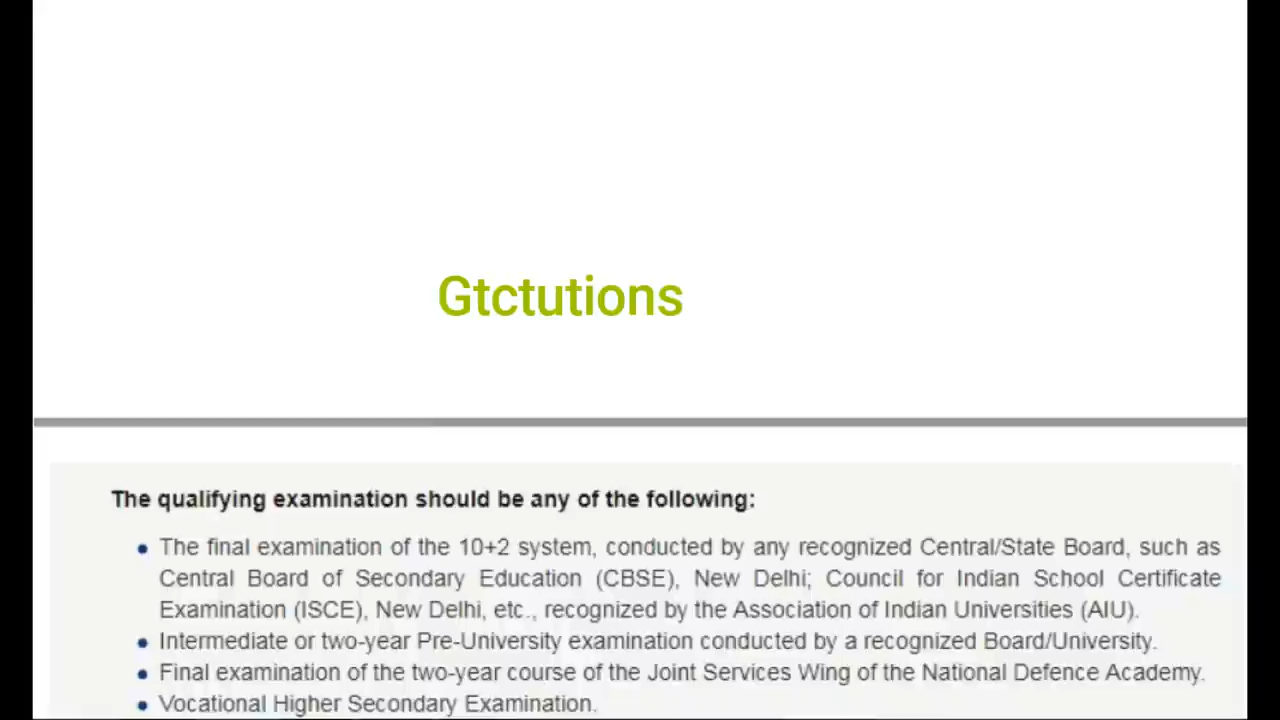 Gtctutions
The qualifying examination should be any of the following:
• The final examination of the 10+2 system, conducted by any recognized Central/State Board, such as
Central Board of Secondary Education (CBSE), New Delhi; Council for Indian School Certificate
Examination (ISCE), New Delhi, etc., recognized by the Association of Indian Universities (AIU).
• Intermediate or two-year Pre-University examination conducted by a recognized Board/University.
• Final examination of the two-year course of the Joint Services Wing of the National Defence Academy.
• Vocational Higher Secondary Examination.